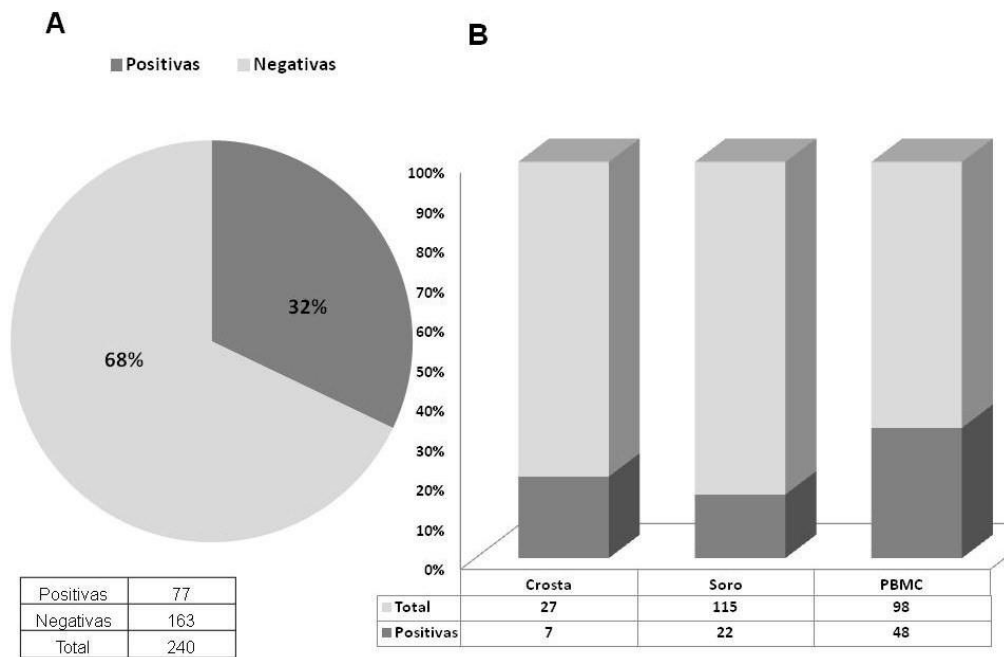 A
Positivas Negativas
32%
68%
Positivas 77
Negativas 163
Total 240
B
100%
90%
80%
70%
60%
50%
40%
30%
20%
10%
0%
Crosta Soro PBMC
Total 27 115 98
Positivas 7 22 48